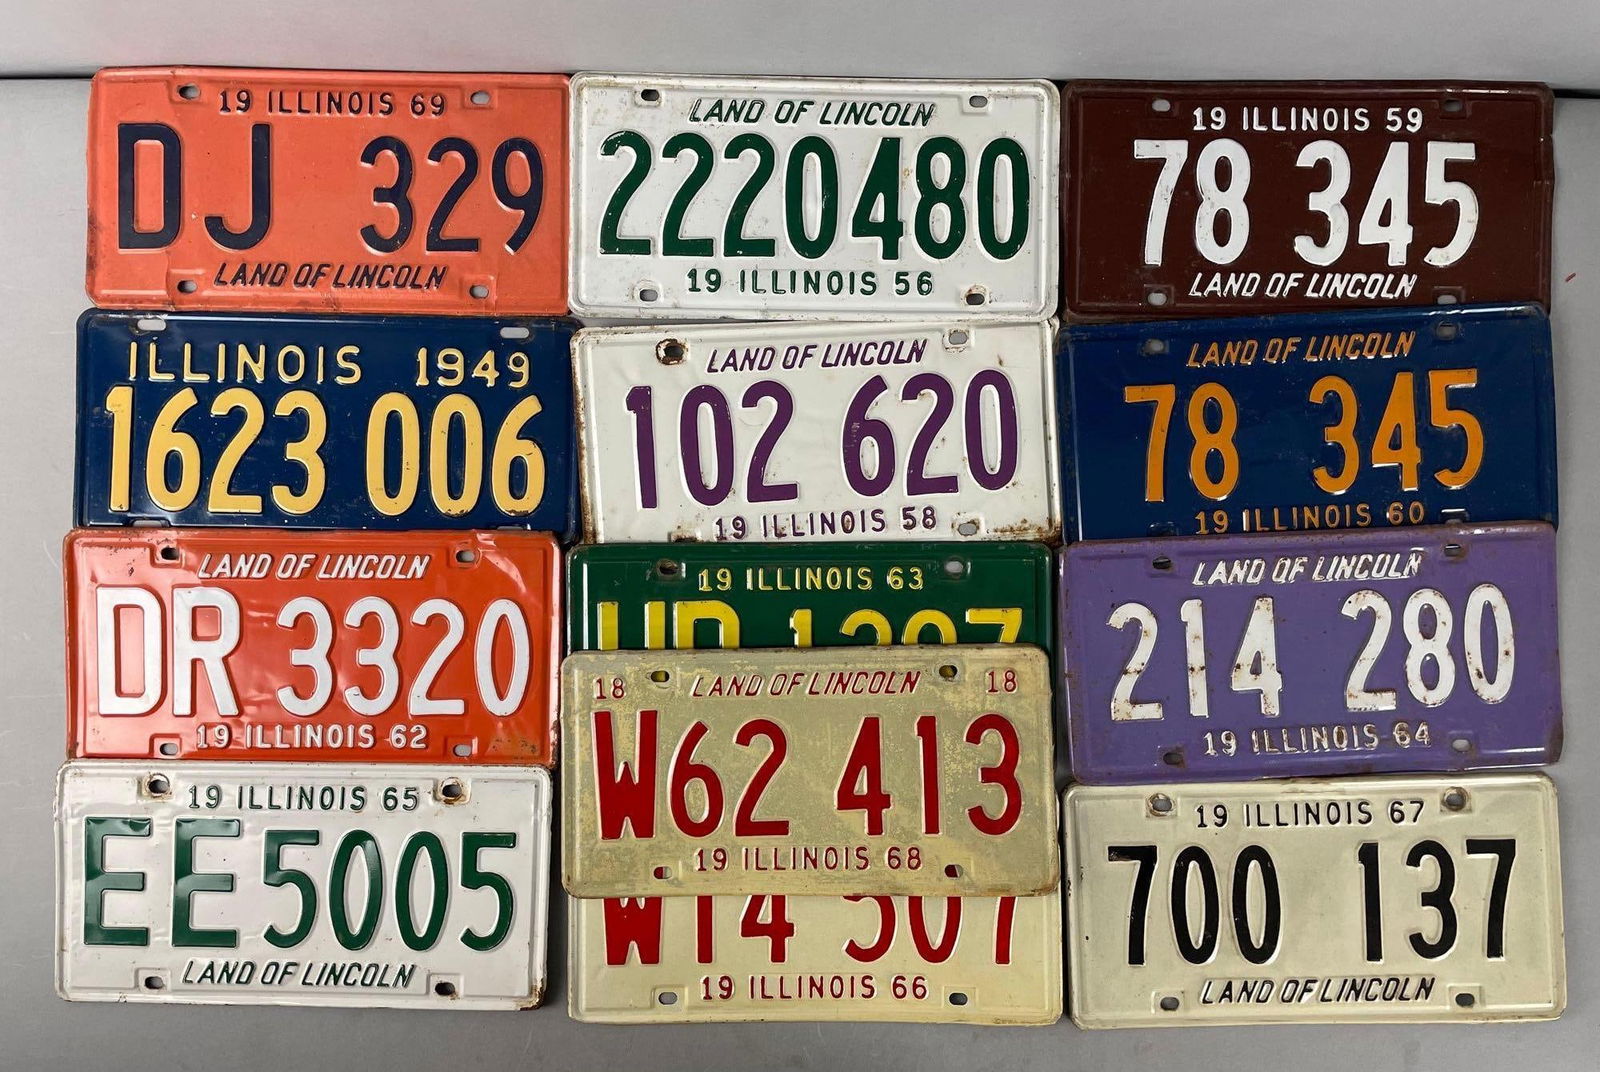 19 ILLINOIS 69
DJ 329
LAND OF LINCOLN
LAND OF LINCOLN
2220480
19 ILLINOIS 56
19 ILLINOIS 59
78 345
LAND OF LINCOLN
ILLINOIS 1949
1623 006
LAND OF LINCOLN
102 620
19 ILLINOIS 58
LAND OF LINCOLN
78 345
19 ILLINOIS 60
LAND OF LINCOLN
DR 3320
19 ILLINOIS 62
19 ILLINOIS 63
LAND OF LINCOLN
214 280
19 ILLINOIS 64
18 LAND OF LINCOLN 18
W62 413
19 ILLINOIS 68
19 ILLINOIS 65
EE5005
LAND OF LINCOLN
19 ILLINOIS 66
19 ILLINOIS 67
700 137
LAND OF LINCOLN